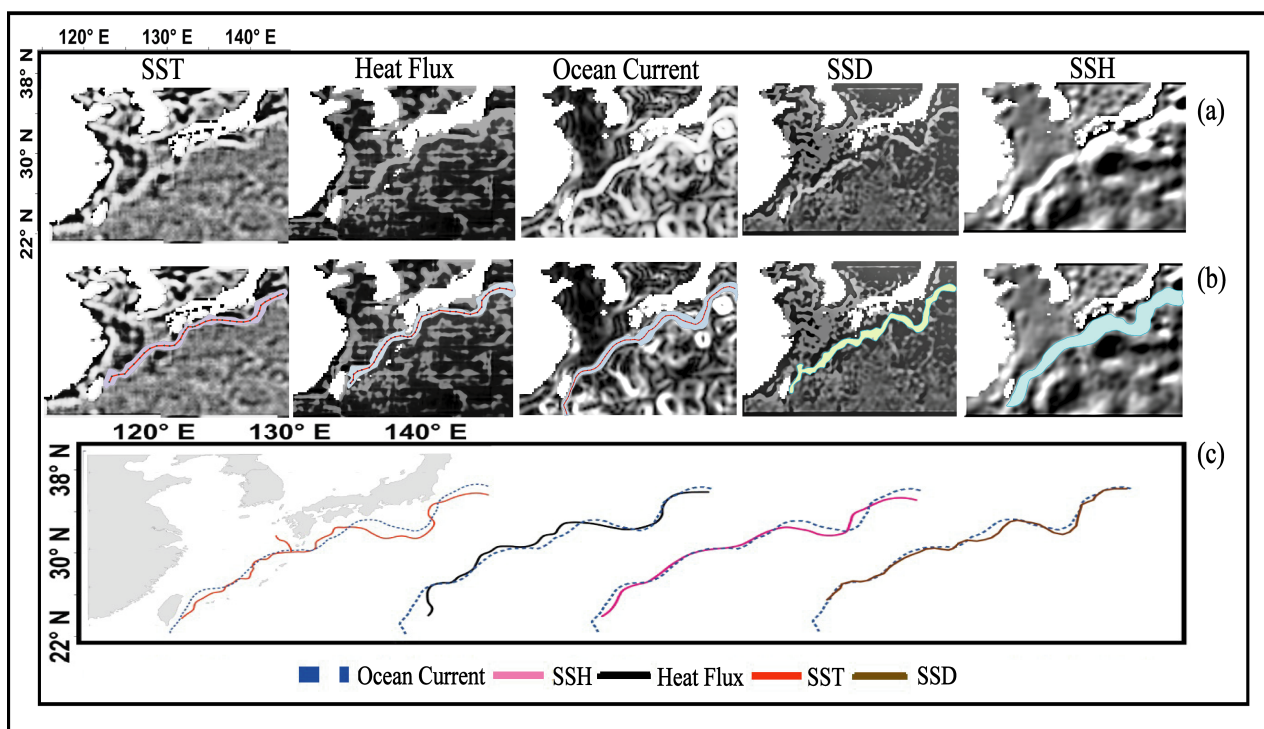 120° E 130° E 140° E
SST Heat Flux Ocean Current SSD SSH
38° N
30° N
22° N
(a)
(b)
120° E 130° E 140° E
38° N
30° N
22° N
(c)
Ocean Current SSH Heat Flux SST SSD